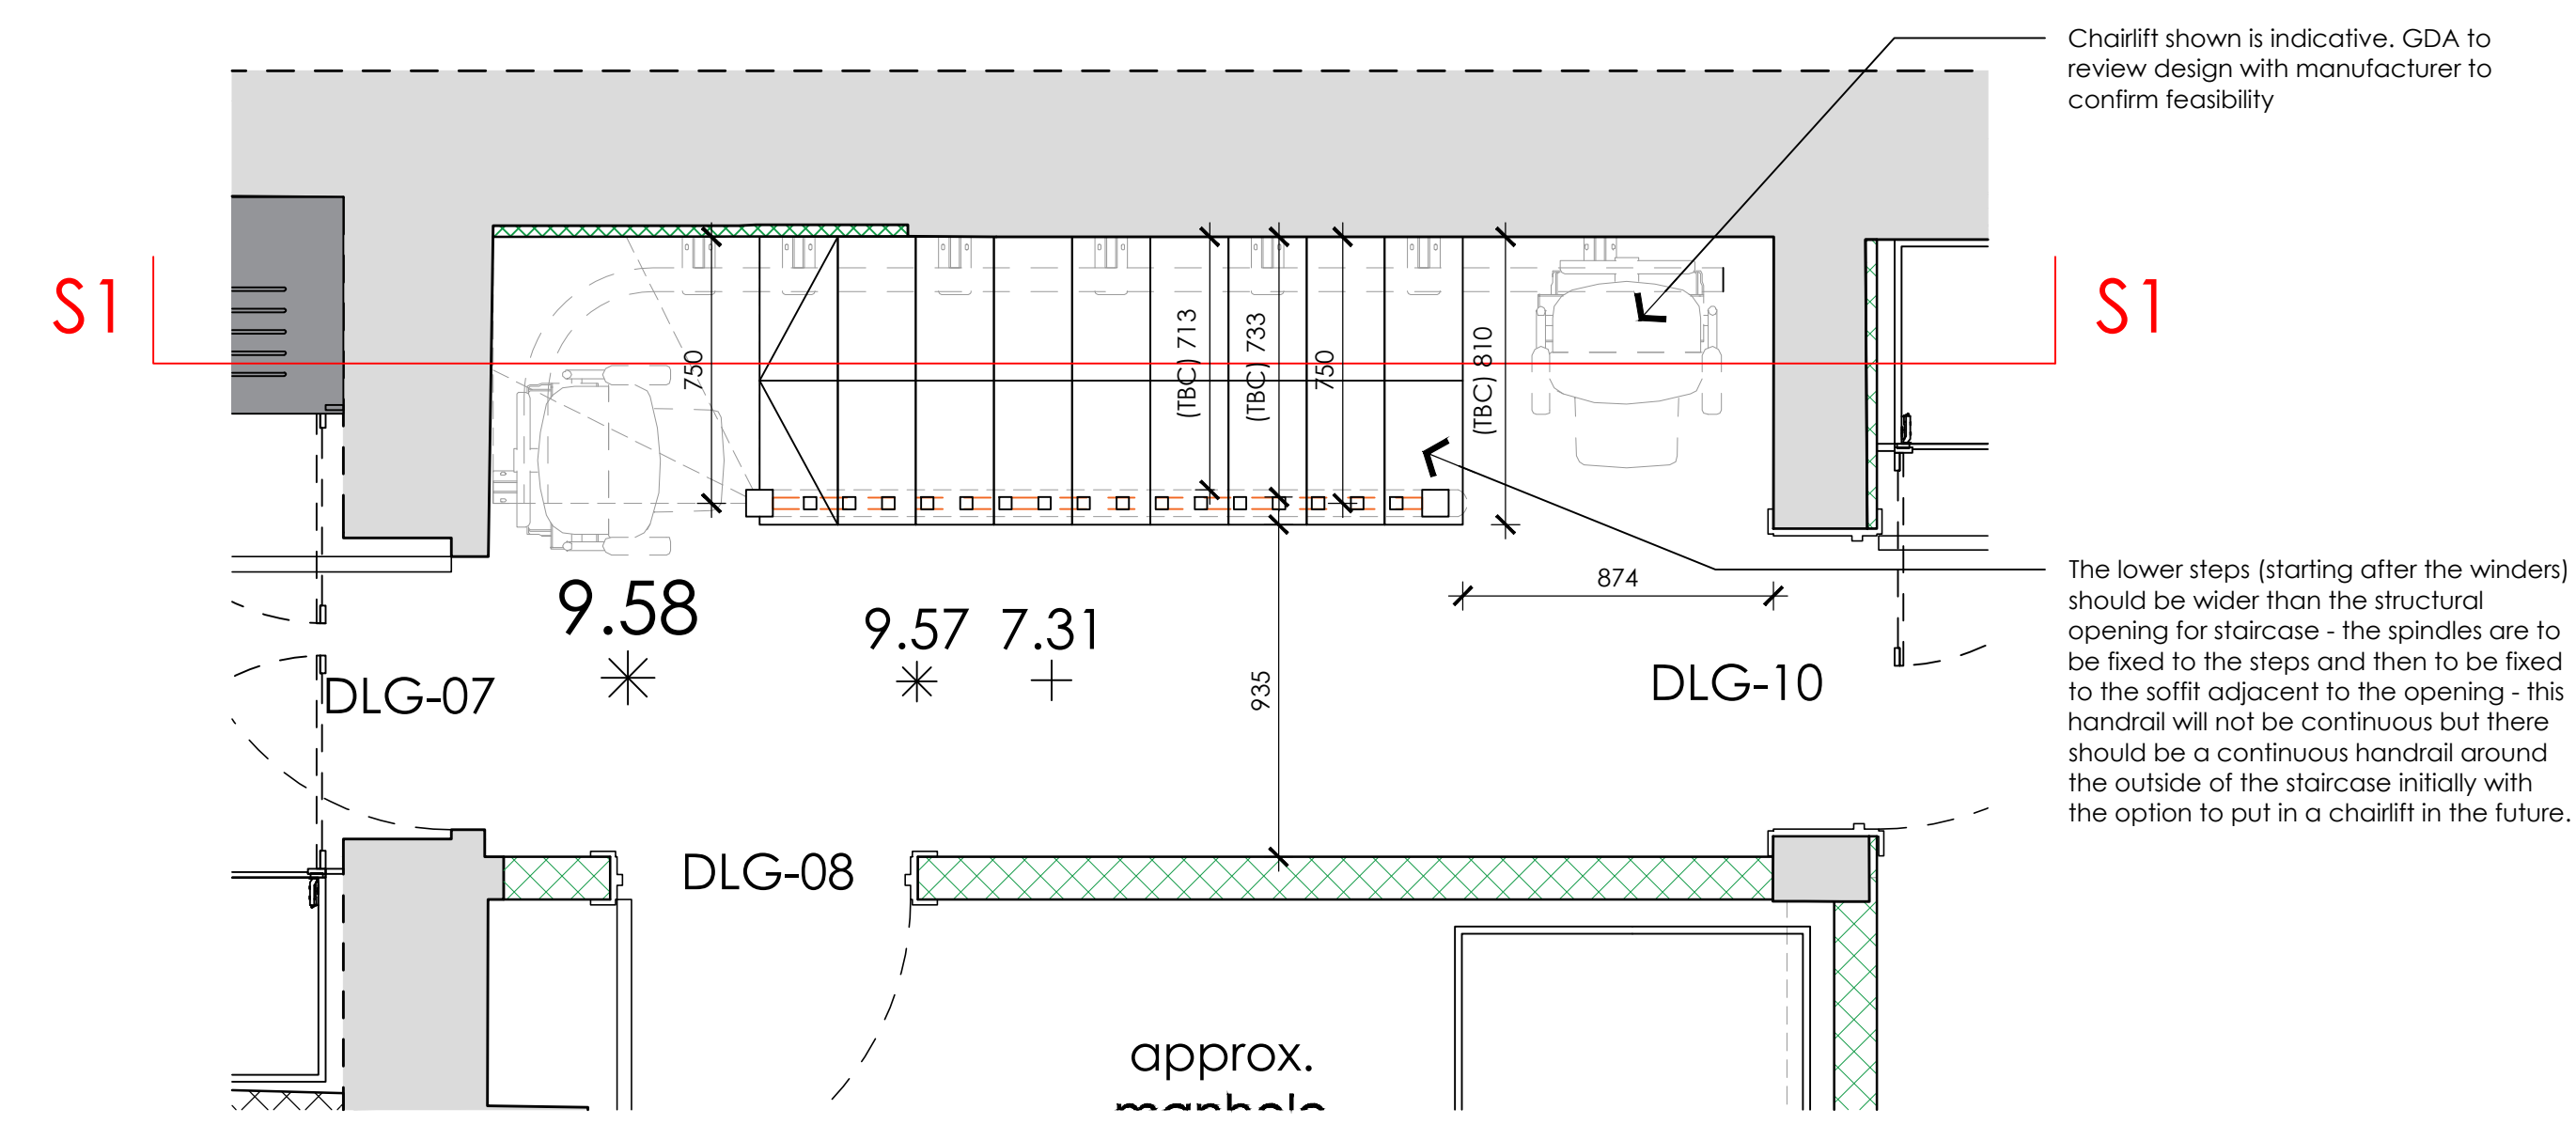 Chairlift shown is indicative. GDA to
review design with manufacturer to
confirm feasibility
S1
S1
750
(TBC) 713
(TBC) 733
750
(TBC) 810
874
The lower steps (starting after the winders)
should be wider than the structural
opening for staircase - the spindles are to
be fixed to the steps and then to be fixed
to the soffit adjacent to the opening - this
handrail will not be continuous but there
should be a continuous handrail around
the outside of the staircase initially with
the option to put in a chairlift in the future.
9.58
9.57
7.31
935
DLG-07
DLG-10
DLG-08
approx.
manhole